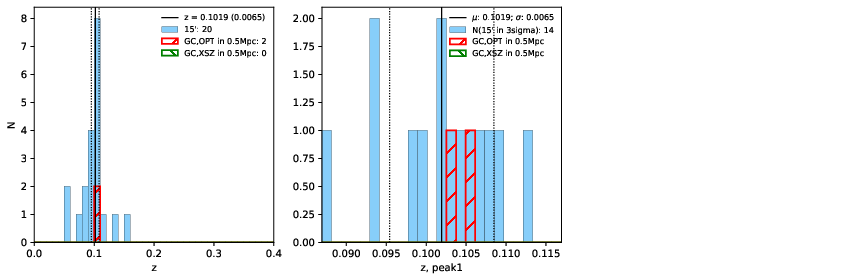 z = 0.1019 (0.0065)
15': 20
GC,OPT in 0.5Mpc: 2
GC,XSZ in 0.5Mpc: 0
8
7
6
5
4
3
2
1
0
N
0.0 0.1 0.2 0.3 0.4
z
μ: 0.1019; σ: 0.0065
N(15' in 3sigma): 14
GC,OPT in 0.5Mpc
GC,XSZ in 0.5Mpc
2.00
1.75
1.50
1.25
1.00
0.75
0.50
0.25
0.00
0.090 0.095 0.100 0.105 0.110 0.115
z, peak1